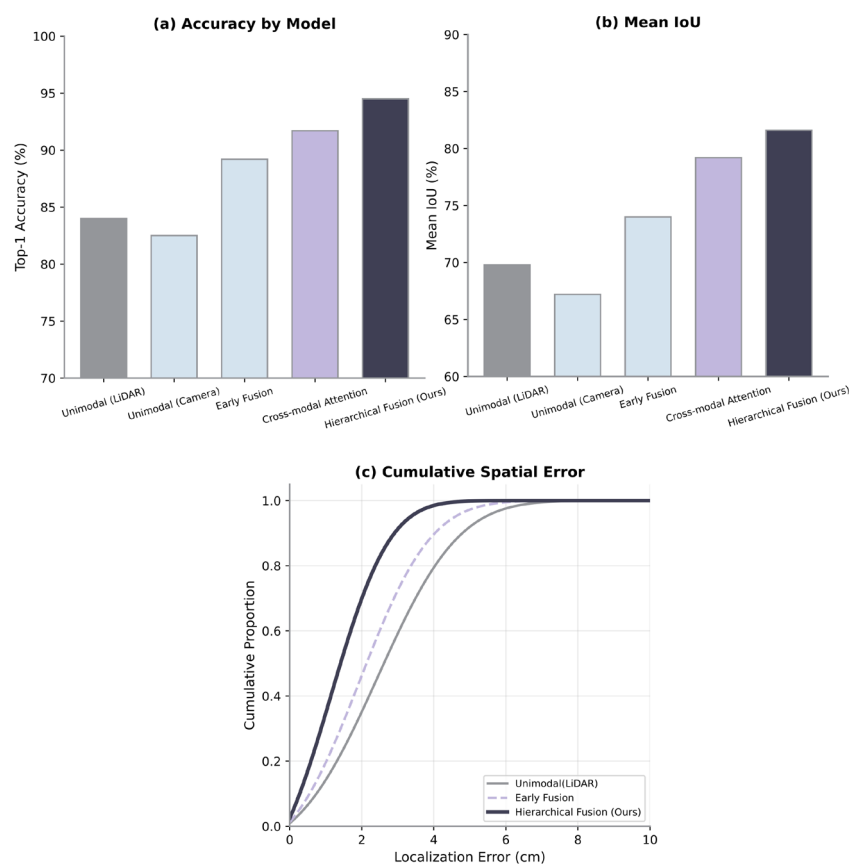 (a) Accuracy by Model
100
95
90
85
80
75
70
Top-1 Accuracy (%)
Unimodal (LiDAR)
Unimodal (Camera)
Early Fusion
Cross-modal Attention
Hierarchical Fusion (Ours)
(b) Mean IoU
90
85
80
75
70
65
60
Mean IoU (%)
Unimodal (LiDAR)
Unimodal (Camera)
Early Fusion
Cross-modal Attention
Hierarchical Fusion (Ours)
(c) Cumulative Spatial Error
1.0
0.8
0.6
0.4
0.2
0.0
Cumulative Proportion
Unimodal(LiDAR)
Early Fusion
Hierarchical Fusion (Ours)
0 2 4 6 8 10
Localization Error (cm)